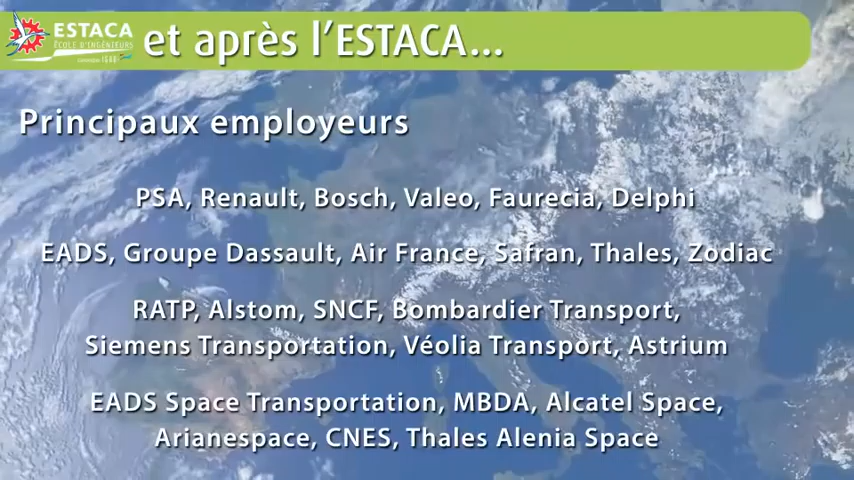 ESTACA
ÉCOLE D'INGÉNIEURS
et après l'ESTACA...
Principaux employeurs
PSA, Renault, Bosch, Valeo, Faurecia, Delphi
EADS, Groupe Dassault, Air France, Safran, Thales, Zodiac
RATP, Alstom, SNCF, Bombardier Transport,
Siemens Transportation, Véolia Transport, Astrium
EADS Space Transportation, MBDA, Alcatel Space,
Arianespace, CNES, Thales Alenia Space